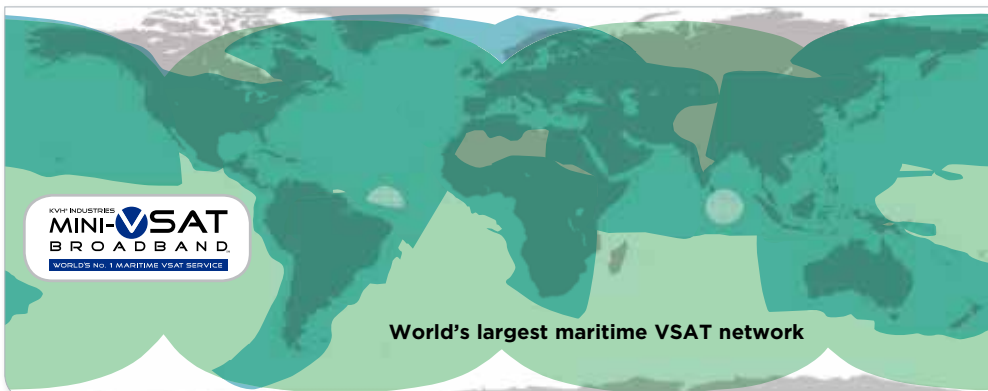 KVH® INDUSTRIES
MINI-VSAT
BROADBAND
WORLD'S No. 1 MARITIME VSAT SERVICE
World's largest maritime VSAT network